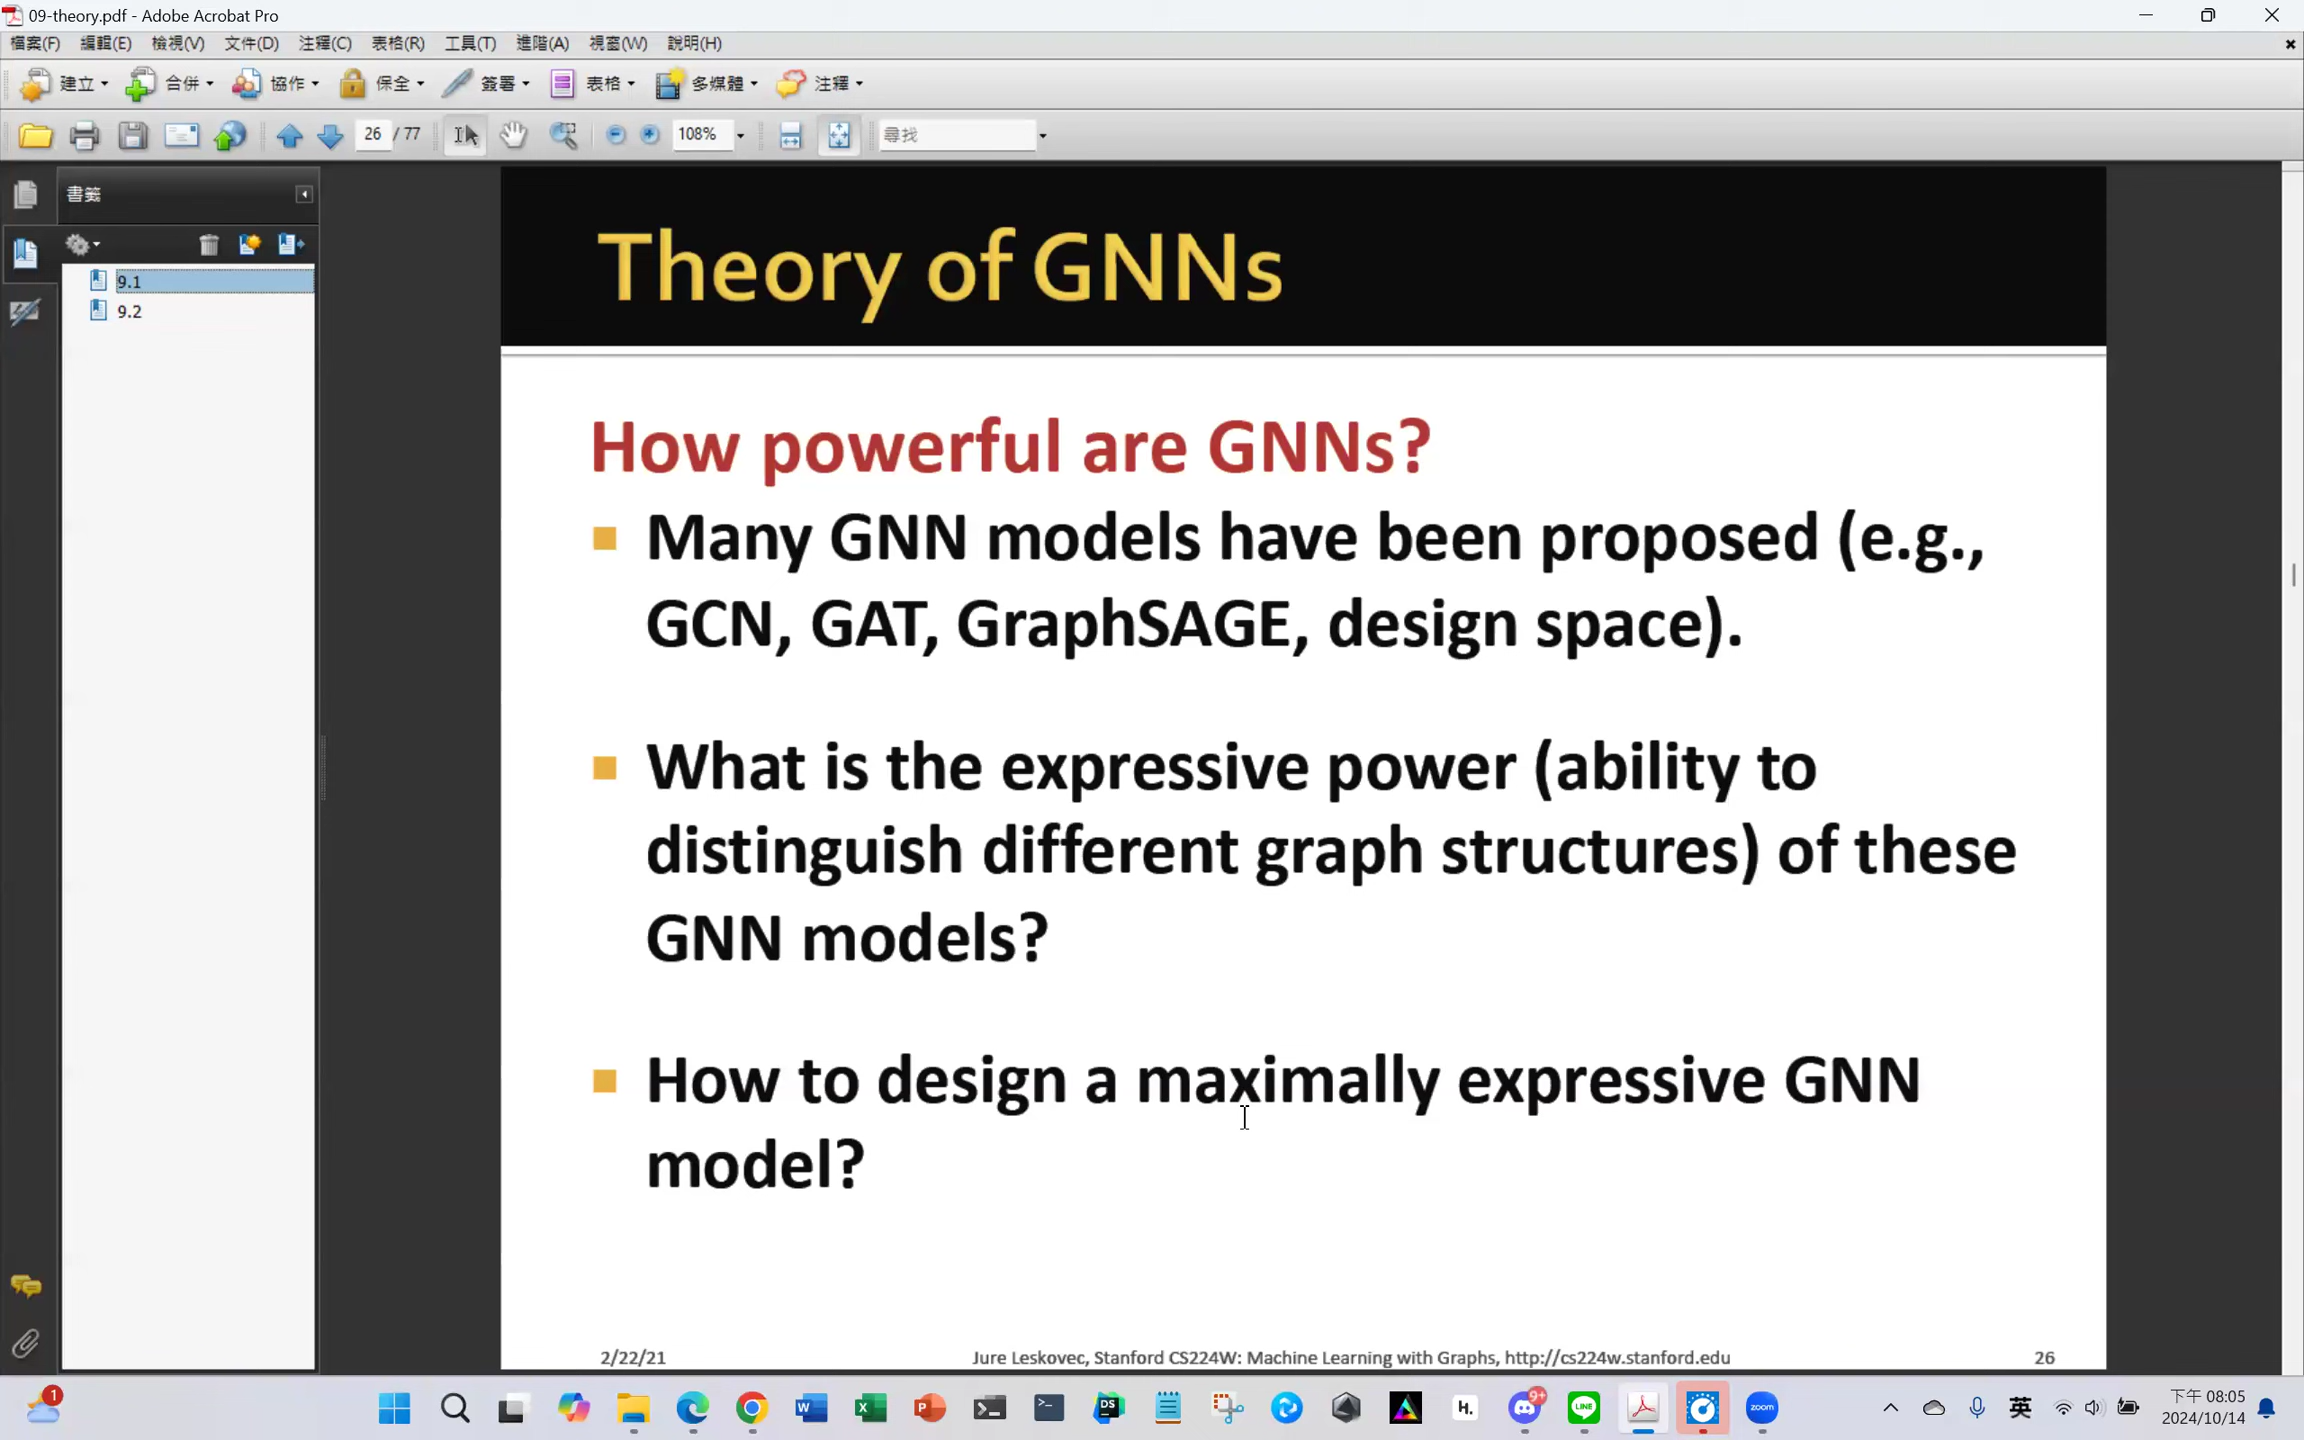 09-theory.pdf - Adobe Acrobat Pro
檔案(F) 編輯(E) 檢視(V) 文件(D) 注釋(C) 表格(R) 工具(T) 進階(A) 視窗(W) 說明(H)
建立 合併 協作 保全 簽署 表格 多媒體 注釋
26 / 77 108% 尋找
書籤
9.1
9.2
Theory of GNNs
How powerful are GNNs?
Many GNN models have been proposed (e.g.,
GCN, GAT, GraphSAGE, design space).
What is the expressive power (ability to
distinguish different graph structures) of these
GNN models?
How to design a maximally expressive GNN
model?
2/22/21 Jure Leskovec, Stanford CS224W: Machine Learning with Graphs, http://cs224w.stanford.edu 26
1 W X P DS h. 9+ LINE zoom 英 下午 08:05
2024/10/14